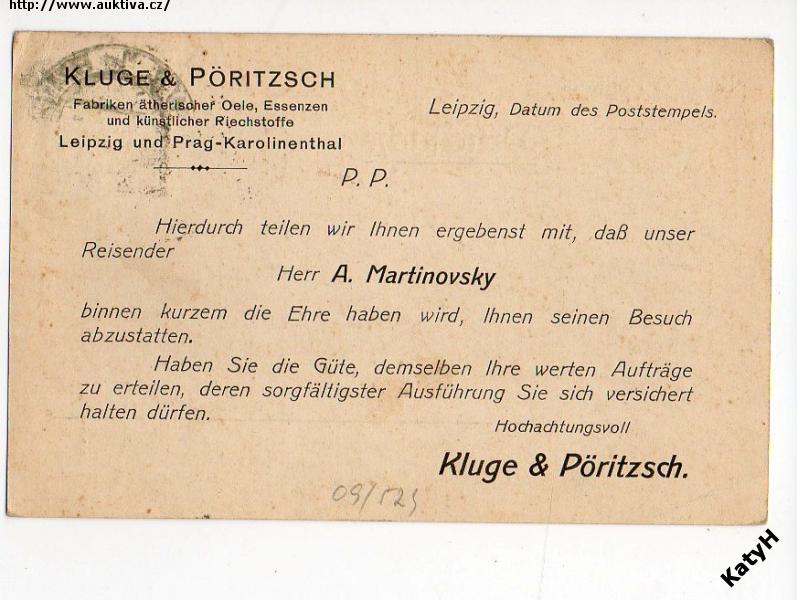 http://www.auktiva.cz/
KLUGE & PÖRITZSCH
Fabriken ätherischer Oele, Essenzen
und künstlicher Riechstoffe
Leipzig und Prag-Karolinenthal
Leipzig, Datum des Poststempels.
P. P.
Hierdurch teilen wir Ihnen ergebenst mit, daß unser
Reisender
Herr A. Martinovsky
binnen kurzem die Ehre haben wird, Ihnen seinen Besuch
abzustatten.
Haben Sie die Güte, demselben Ihre werten Aufträge
zu erteilen, deren sorgfältigster Ausführung Sie sich versichert
halten dürfen.
Hochachtungsvoll
Kluge & Pöritzsch.
KatyH